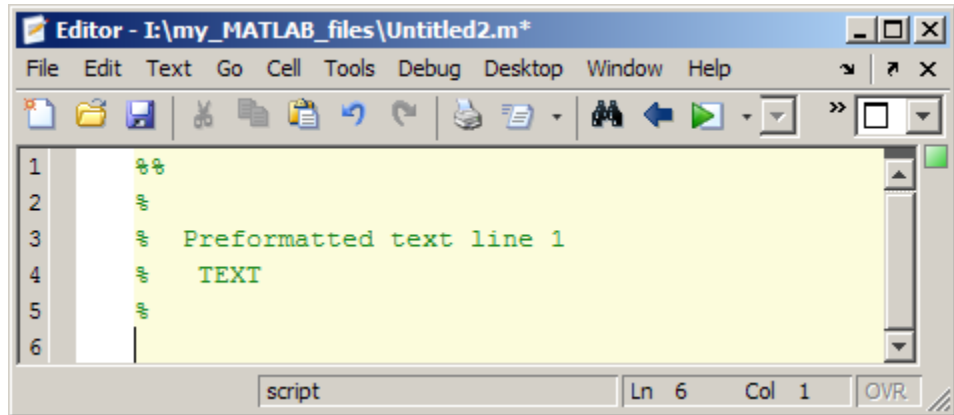 Editor - I:\my_MATLAB_files\Untitled2.m*
File Edit Text Go Cell Tools Debug Desktop Window Help
»
1 %%
2 %
3 %  Preformatted text line 1
4 %   TEXT
5 %
6
script Ln 6 Col 1 OVR